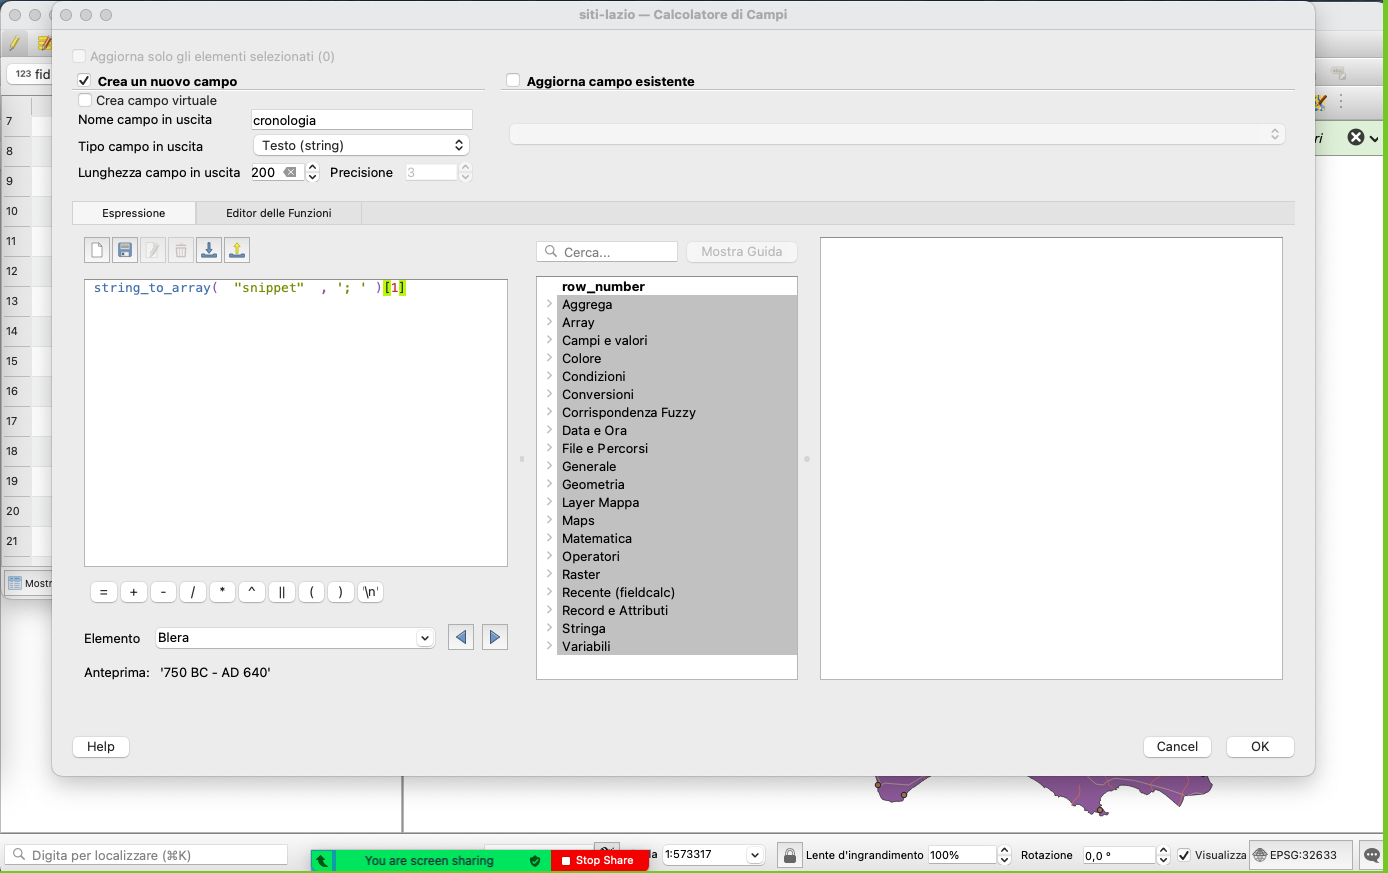 siti-lazio — Calcolatore di Campi
Aggiorna solo gli elementi selezionati (0)
Crea un nuovo campo
Aggiorna campo esistente
Crea campo virtuale
Nome campo in uscita cronologia
Tipo campo in uscita Testo (string)
Lunghezza campo in uscita 200 Precisione 3
123 fid
7
8
9
10
11
12
13
14
15
16
17
18
19
20
21
Mostr
Espressione
Editor delle Funzioni
string_to_array( "snippet" , '; ' )[1]
Cerca...
Mostra Guida
row_number
Aggrega
Array
Campi e valori
Colore
Condizioni
Conversioni
Corrispondenza Fuzzy
Data e Ora
File e Percorsi
Generale
Geometria
Layer Mappa
Maps
Matematica
Operatori
Raster
Recente (fieldcalc)
Record e Attributi
Stringa
Variabili
= + - / * ^ || ( ) '\n'
Elemento Blera
Anteprima: '750 BC - AD 640'
Help
Cancel
OK
ri
Digita per localizzare (⌘K)
You are screen sharing
Stop Share
la 1:573317
Lente d'ingrandimento 100%
Rotazione 0,0 °
Visualizza
EPSG:32633